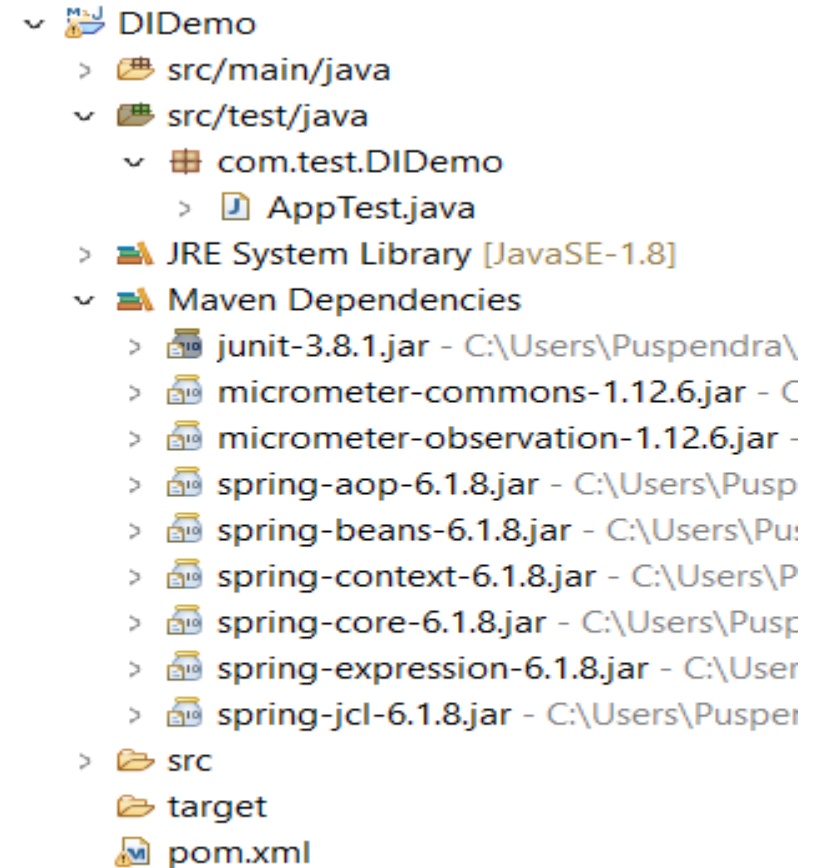 DIDemo
src/main/java
src/test/java
com.test.DIDemo
AppTest.java
JRE System Library [JavaSE-1.8]
Maven Dependencies
junit-3.8.1.jar - C:\Users\Puspendra\
micrometer-commons-1.12.6.jar - C
micrometer-observation-1.12.6.jar -
spring-aop-6.1.8.jar - C:\Users\Pusp
spring-beans-6.1.8.jar - C:\Users\Pus
spring-context-6.1.8.jar - C:\Users\P
spring-core-6.1.8.jar - C:\Users\Pusp
spring-expression-6.1.8.jar - C:\User
spring-jcl-6.1.8.jar - C:\Users\Pusper
src
target
pom.xml